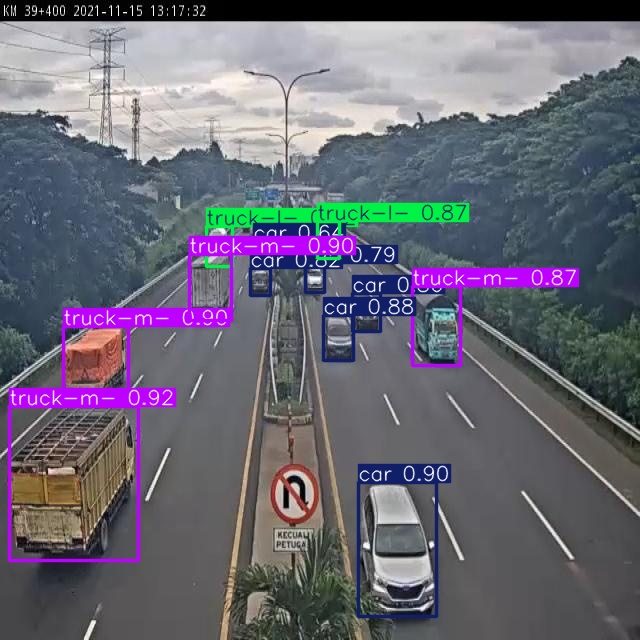 KM 39+400 2021-11-15 13:17:32
truck-l-
truck-l- 0.87
car 0.64
truck-m- 0.90
car 0.82
0.79
truck-m- 0.87
car
car 0.88
truck-m- 0.90
truck-m- 0.92
car 0.90
KECUALI
PETUGAS